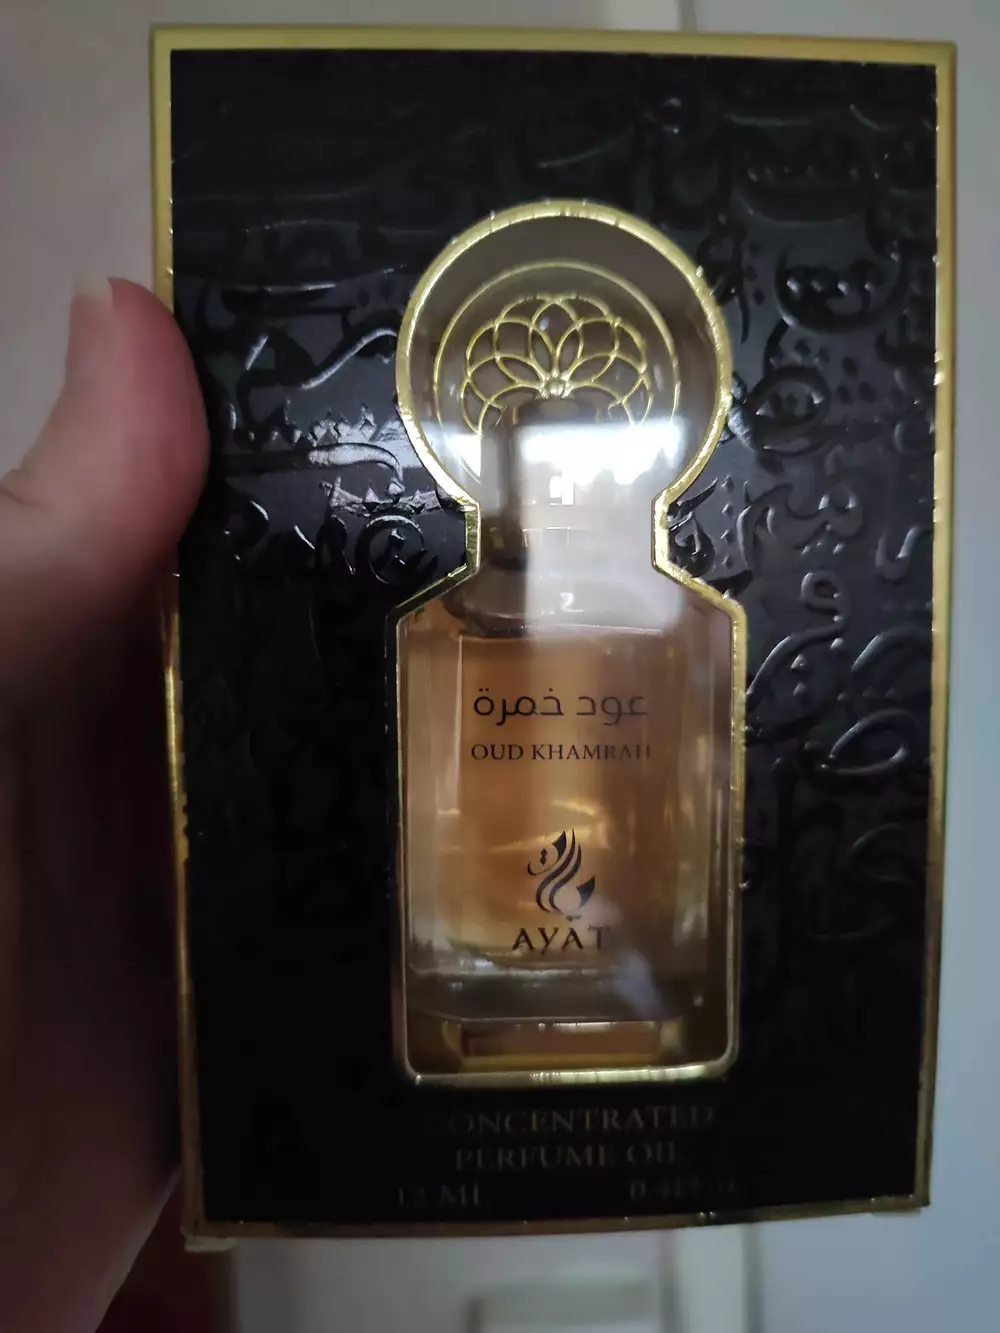 عود خمرة
OUD KHAMRAH
AYAT
CONCENTRATED
PERFUME OIL
12 ML